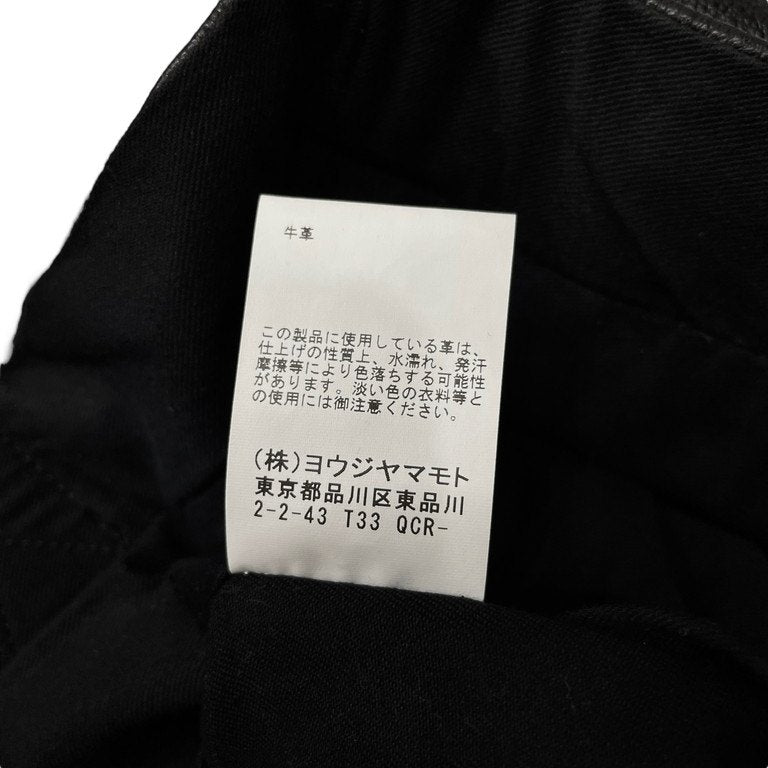 牛革
この製品に使用している革は、
仕上げの性質上、水濡れ、発汗
摩擦等により色落ちする可能性
があります。淡い色の衣料等と
の使用には御注意ください。
(株)ヨウジヤマモト
東京都品川区東品川
2-2-43 T33 QCR-